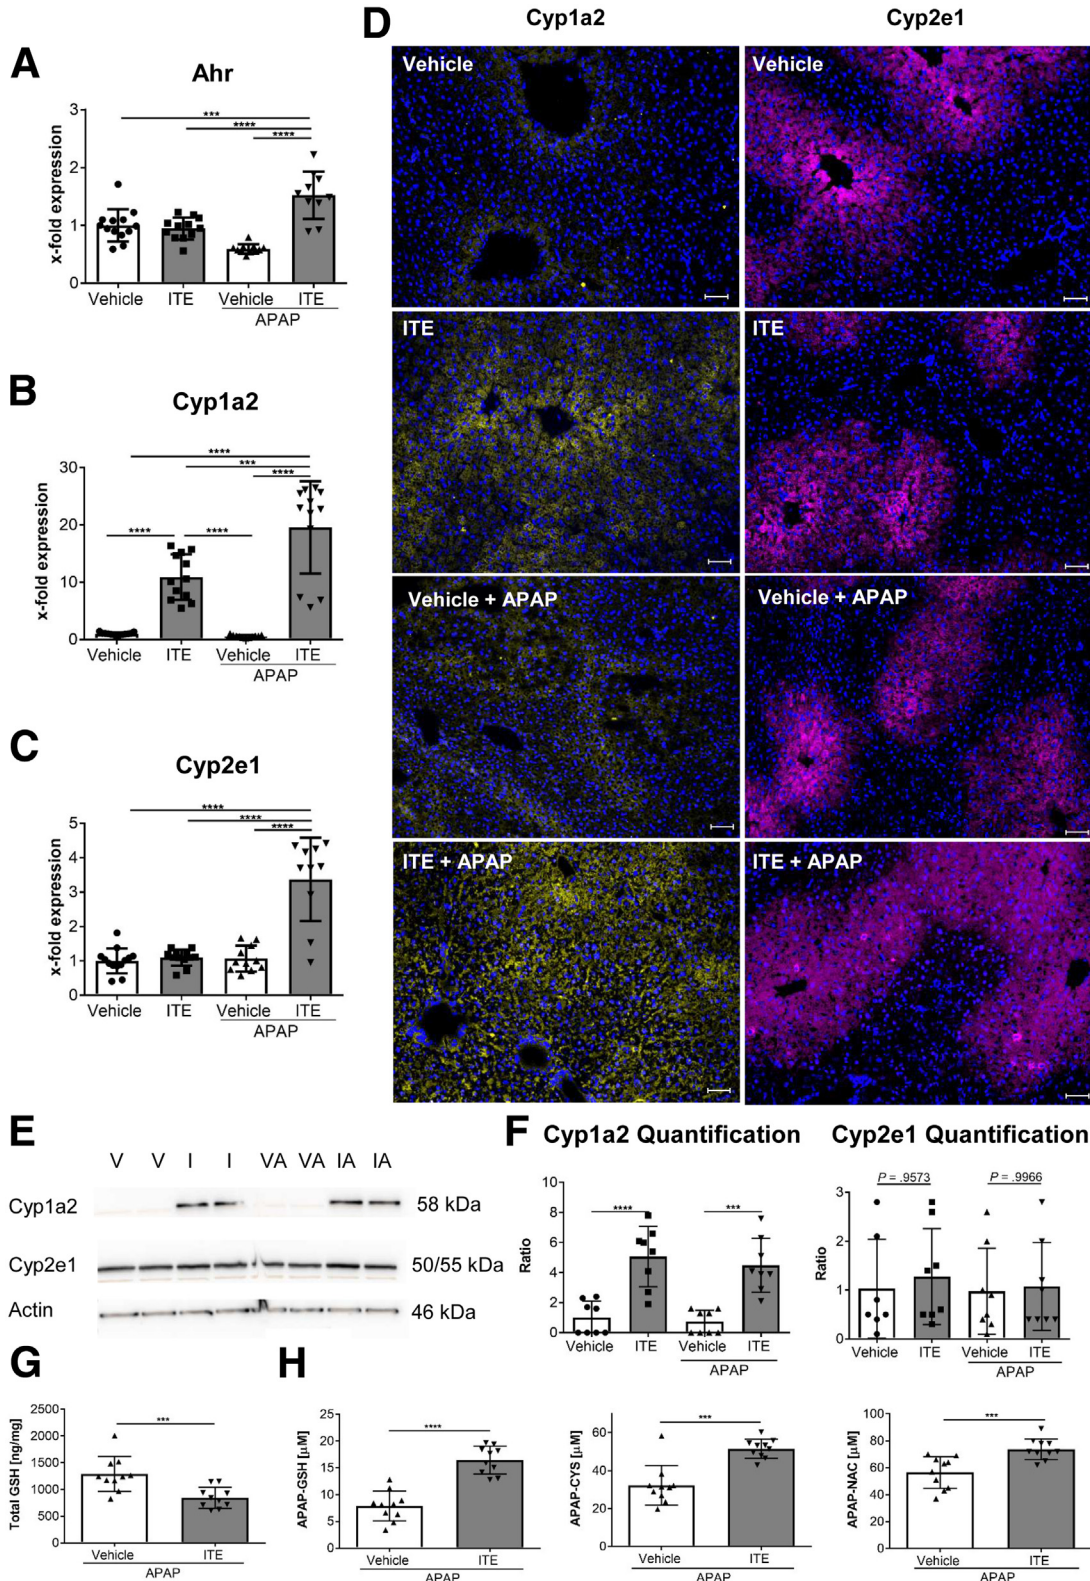 A
Ahr
x-fold expression
3
2
1
0
***
****
****
Vehicle ITE Vehicle ITE
APAP
B
Cyp1a2
x-fold expression
30
20
10
0
****
***
****
**** ****
Vehicle ITE Vehicle ITE
APAP
C
Cyp2e1
x-fold expression
5
4
3
2
1
0
****
****
****
Vehicle ITE Vehicle ITE
APAP
D
Cyp1a2 Cyp2e1
Vehicle Vehicle
ITE ITE
Vehicle + APAP Vehicle + APAP
ITE + APAP ITE + APAP
E
V V I I VA VA IA IA
Cyp1a2 58 kDa
Cyp2e1 50/55 kDa
Actin 46 kDa
F
Cyp1a2 Quantification
Ratio
10
8
6
4
2
0
**** ***
Vehicle ITE Vehicle ITE
APAP
Cyp2e1 Quantification
Ratio
3
2
1
0
P = .9573 P = .9966
Vehicle ITE Vehicle ITE
APAP
G
Total GSH [ng/mg]
2500
2000
1500
1000
500
0
***
Vehicle ITE
APAP
H
APAP-GSH [µM]
25
20
15
10
5
0
****
Vehicle ITE
APAP
APAP-CYS [µM]
60
40
20
0
***
Vehicle ITE
APAP
APAP-NAC [µM]
100
80
60
40
20
0
***
Vehicle ITE
APAP